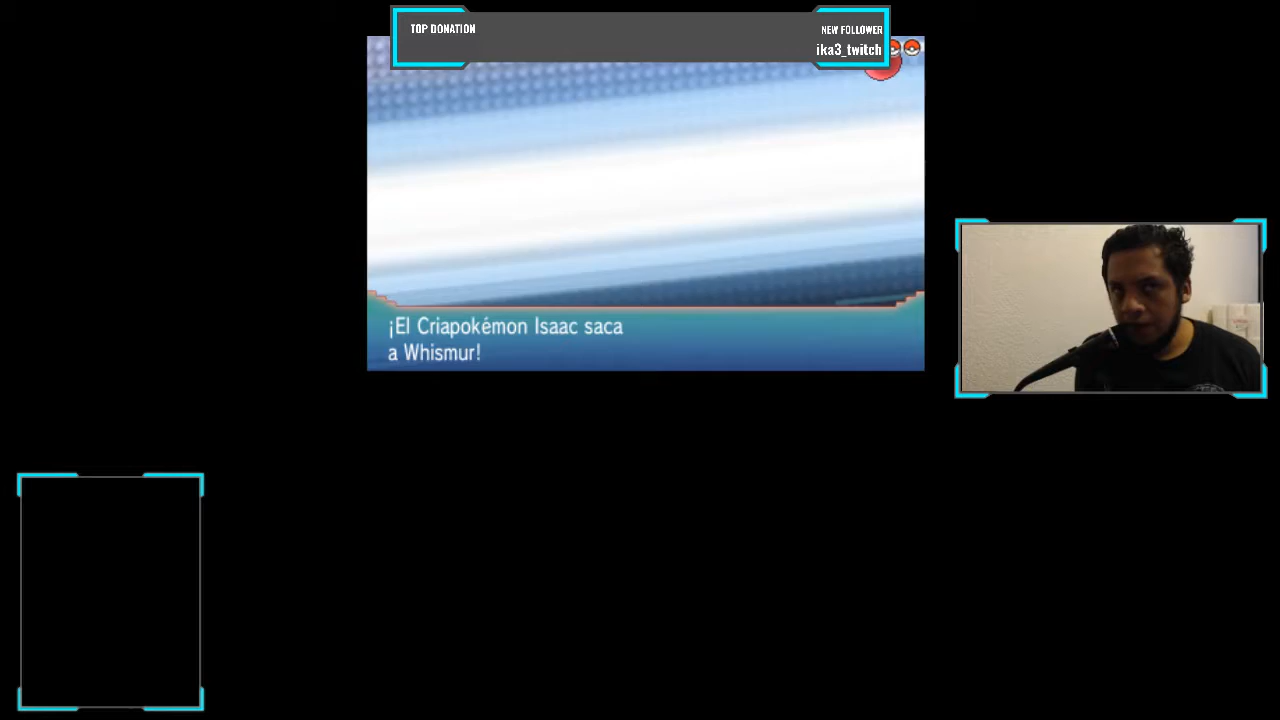 TOP DONATION
NEW FOLLOWER
ika3_twitch
¡El Criapokémon Isaac saca
a Whismur!